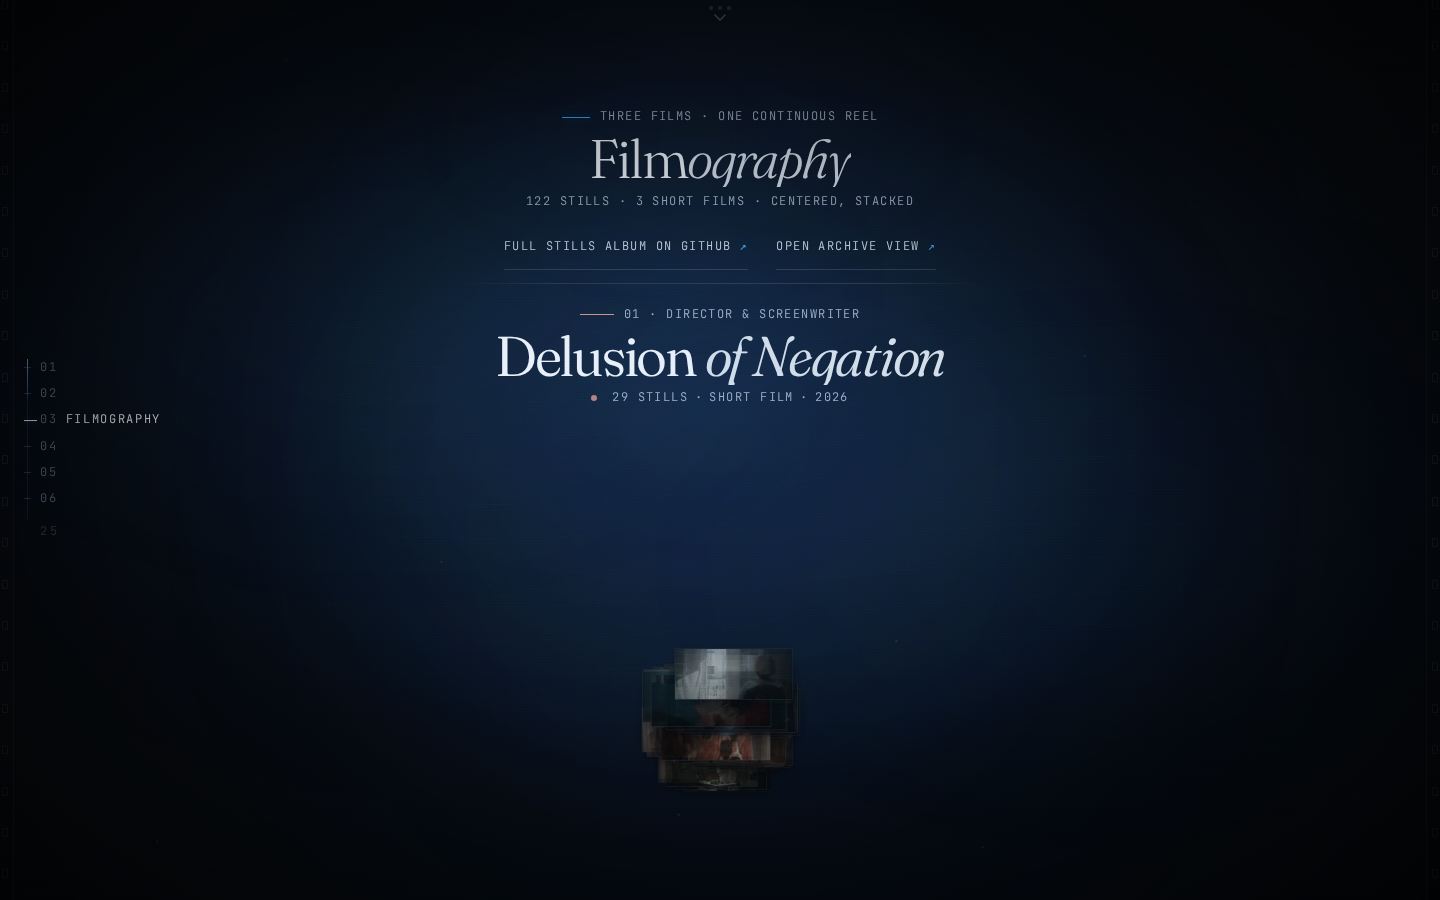 THREE FILMS · ONE CONTINUOUS REEL
Filmography
122 STILLS · 3 SHORT FILMS · CENTERED, STACKED
FULL STILLS ALBUM ON GITHUB ↗ OPEN ARCHIVE VIEW ↗
01 · DIRECTOR & SCREENWRITER
Delusion of Negation
29 STILLS · SHORT FILM · 2026
01
02
03 FILMOGRAPHY
04
05
06
25